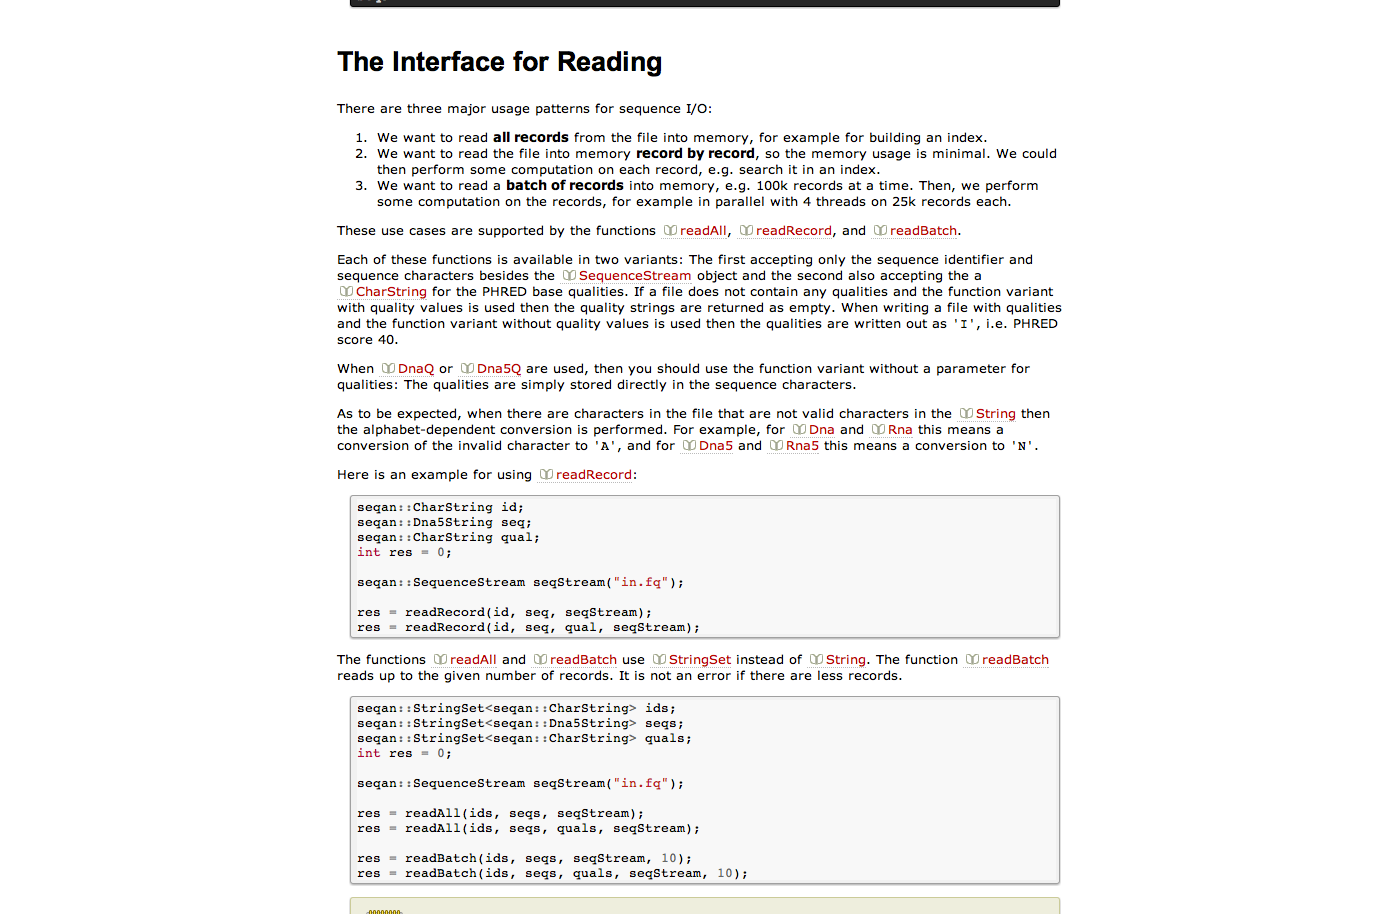 The Interface for Reading
There are three major usage patterns for sequence I/O:
1. We want to read all records from the file into memory, for example for building an index.
2. We want to read the file into memory record by record, so the memory usage is minimal. We could
then perform some computation on each record, e.g. search it in an index.
3. We want to read a batch of records into memory, e.g. 100k records at a time. Then, we perform
some computation on the records, for example in parallel with 4 threads on 25k records each.
These use cases are supported by the functions readAll, readRecord, and readBatch.
Each of these functions is available in two variants: The first accepting only the sequence identifier and
sequence characters besides the SequenceStream object and the second also accepting the a
CharString for the PHRED base qualities. If a file does not contain any qualities and the function variant
with quality values is used then the quality strings are returned as empty. When writing a file with qualities
and the function variant without quality values is used then the qualities are written out as 'I', i.e. PHRED
score 40.
When DnaQ or Dna5Q are used, then you should use the function variant without a parameter for
qualities: The qualities are simply stored directly in the sequence characters.
As to be expected, when there are characters in the file that are not valid characters in the String then
the alphabet-dependent conversion is performed. For example, for Dna and Rna this means a
conversion of the invalid character to 'A', and for Dna5 and Rna5 this means a conversion to 'N'.
Here is an example for using readRecord:
seqan::CharString id;
seqan::Dna5String seq;
seqan::CharString qual;
int res = 0;
seqan::SequenceStream seqStream("in.fq");
res = readRecord(id, seq, seqStream);
res = readRecord(id, seq, qual, seqStream);
The functions readAll and readBatch use StringSet instead of String. The function readBatch
reads up to the given number of records. It is not an error if there are less records.
seqan::StringSet<seqan::CharString> ids;
seqan::StringSet<seqan::Dna5String> seqs;
seqan::StringSet<seqan::CharString> quals;
int res = 0;
seqan::SequenceStream seqStream("in.fq");
res = readAll(ids, seqs, seqStream);
res = readAll(ids, seqs, quals, seqStream);
res = readBatch(ids, seqs, seqStream, 10);
res = readBatch(ids, seqs, quals, seqStream, 10);